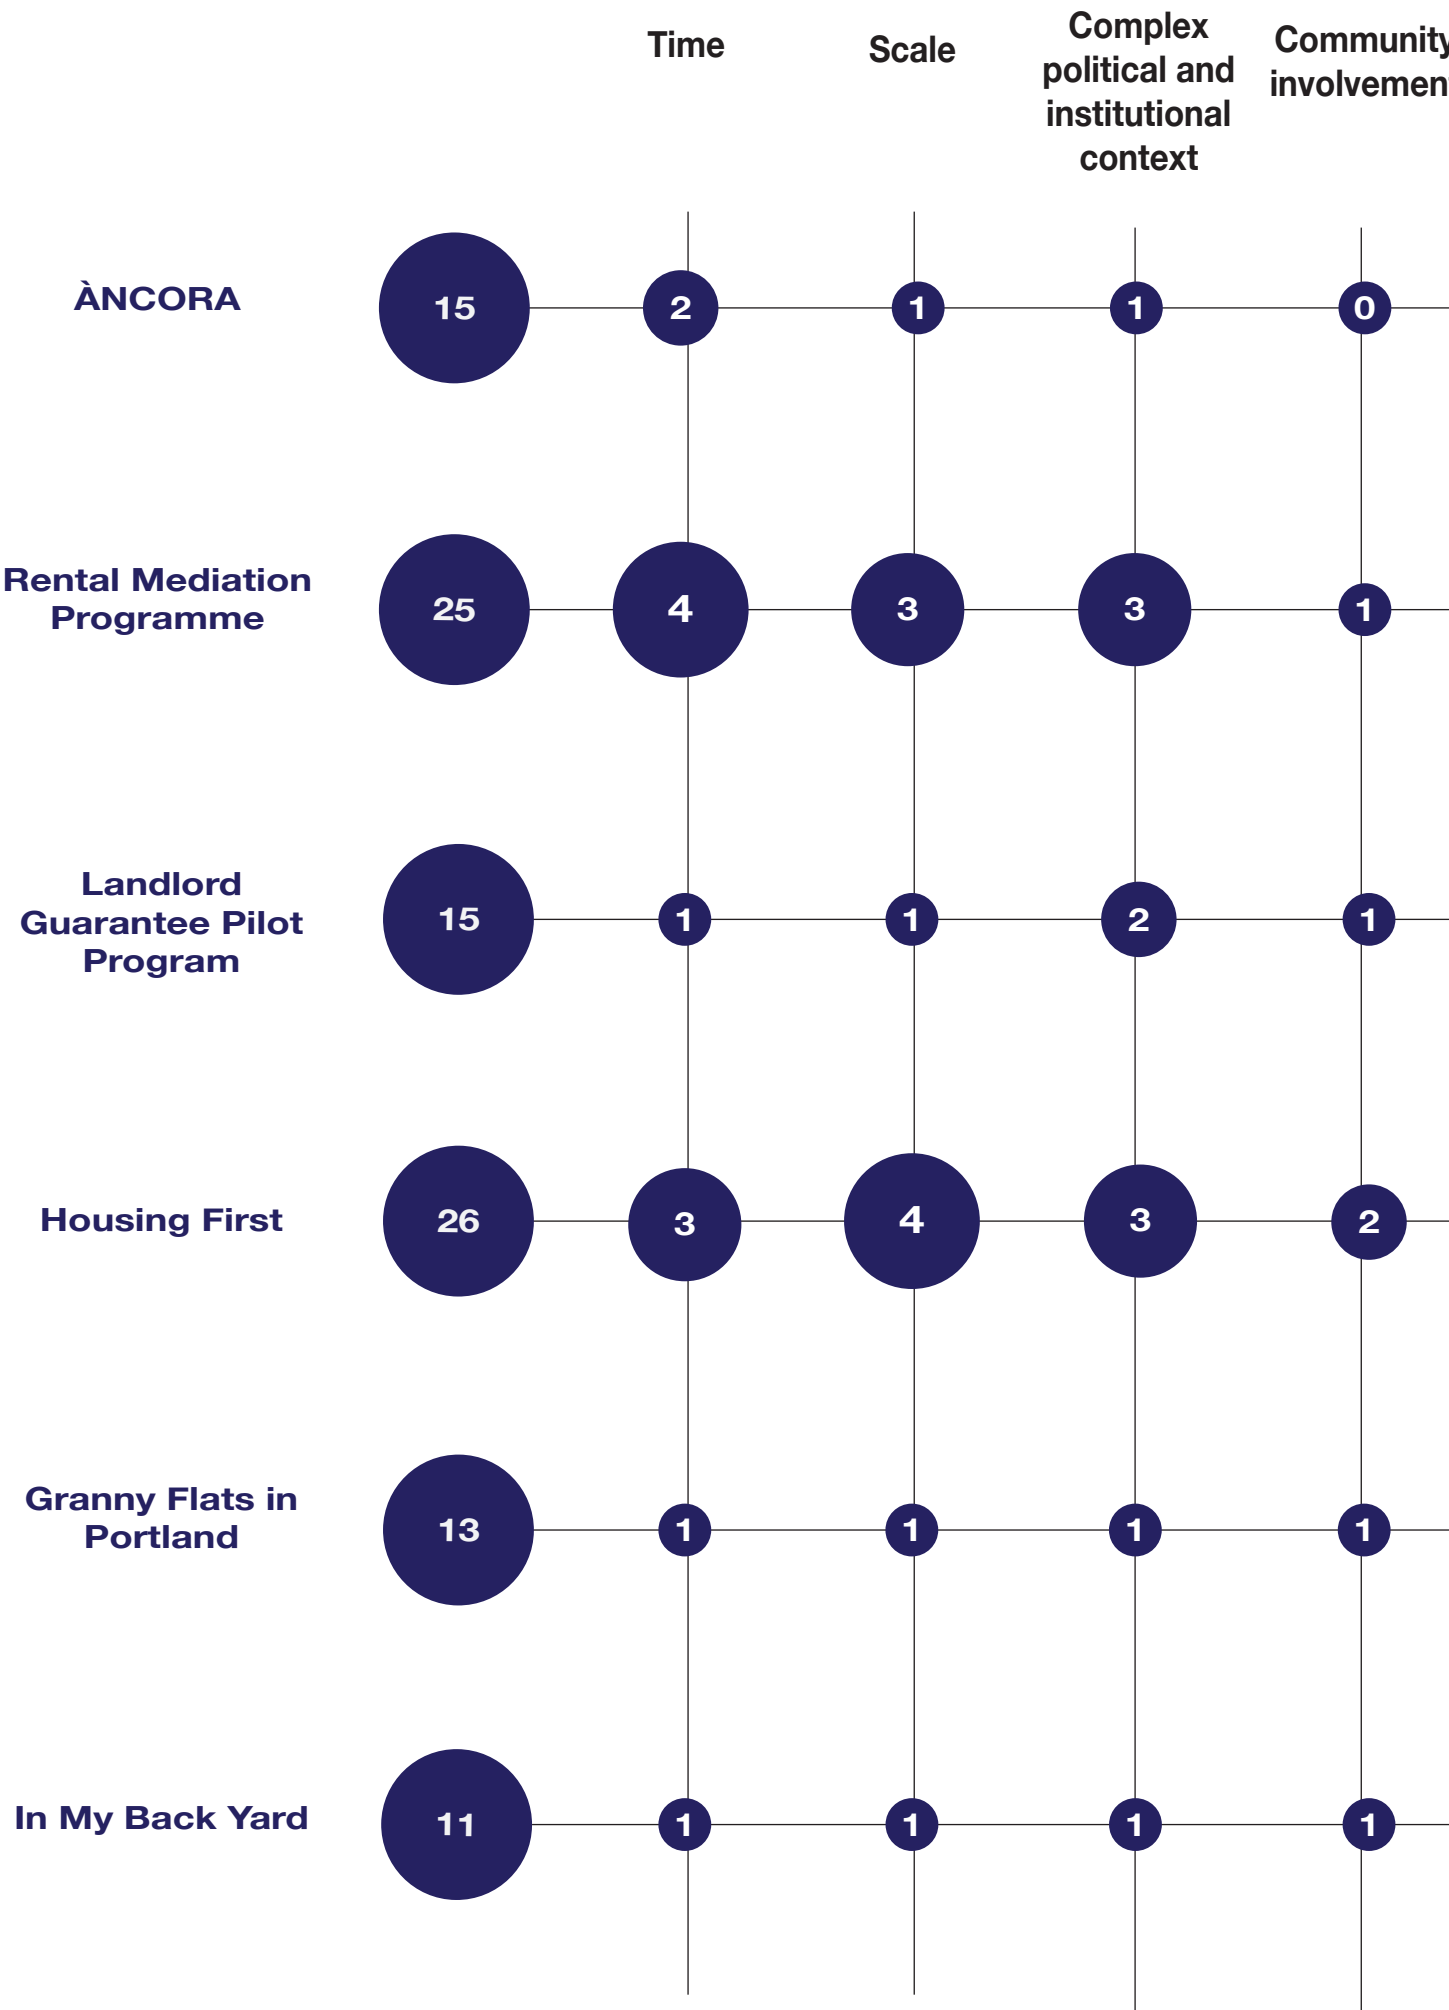 Time
Scale
Complex
political and
institutional
context
Community
involvement
ÀNCORA
15
2
1
1
0
Rental Mediation
Programme
25
4
3
3
1
Landlord
Guarantee Pilot
Program
15
1
1
2
1
Housing First
26
3
4
3
2
Granny Flats in
Portland
13
1
1
1
1
In My Back Yard
11
1
1
1
1